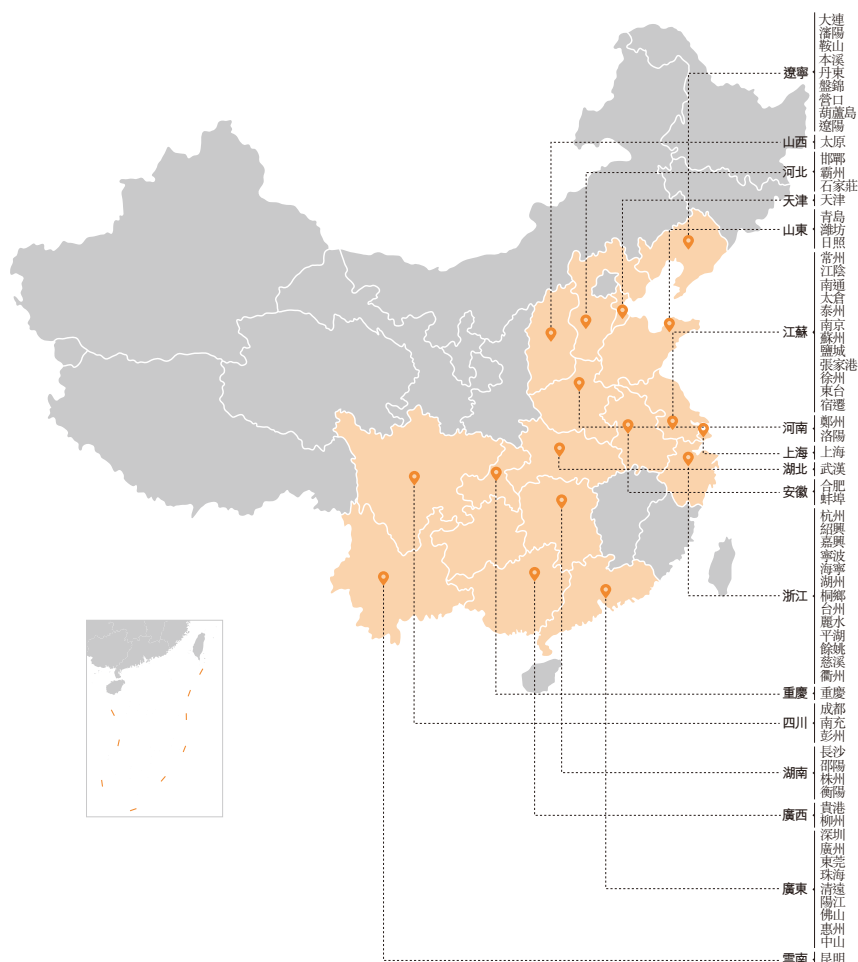 遼寧
大連
瀋陽
鞍山
本溪
丹東
盤錦
營口
葫蘆島
遼陽
山西
太原
河北
邯鄲
霸州
石家莊
天津
天津
山東
青島
濰坊
日照
江蘇
常州
江陰
南通
太倉
泰州
南京
蘇州
鹽城
張家港
徐州
東台
宿遷
河南
鄭州
洛陽
上海
上海
湖北
武漢
安徽
合肥
蚌埠
浙江
杭州
紹興
嘉興
寧波
海寧
湖州
桐鄉
台州
麗水
平湖
餘姚
慈溪
衢州
重慶
重慶
四川
成都
南充
彭州
湖南
長沙
邵陽
株州
衡陽
廣西
貴港
柳州
廣東
深圳
廣州
東莞
珠海
清遠
陽江
佛山
惠州
中山
雲南
昆明